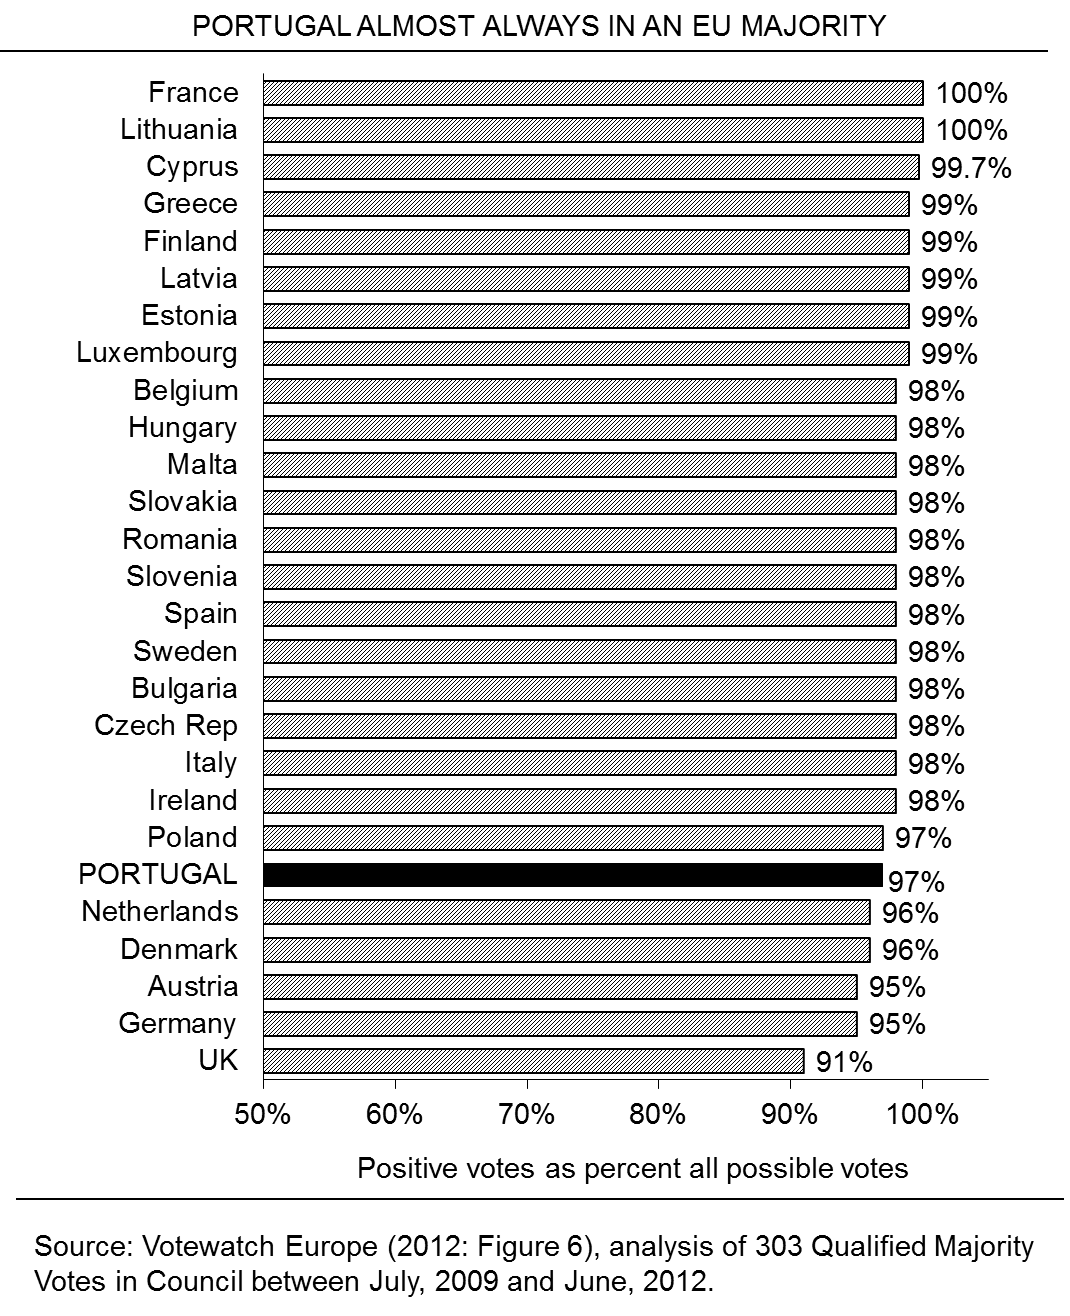 PORTUGAL ALMOST ALWAYS IN AN EU MAJORITY
France 100%
Lithuania 100%
Cyprus 99.7%
Greece 99%
Finland 99%
Latvia 99%
Estonia 99%
Luxembourg 99%
Belgium 98%
Hungary 98%
Malta 98%
Slovakia 98%
Romania 98%
Slovenia 98%
Spain 98%
Sweden 98%
Bulgaria 98%
Czech Rep 98%
Italy 98%
Ireland 98%
Poland 97%
PORTUGAL 97%
Netherlands 96%
Denmark 96%
Austria 95%
Germany 95%
UK 91%
50% 60% 70% 80% 90% 100%
Positive votes as percent all possible votes
Source: Votewatch Europe (2012: Figure 6), analysis of 303 Qualified Majority
Votes in Council between July, 2009 and June, 2012.